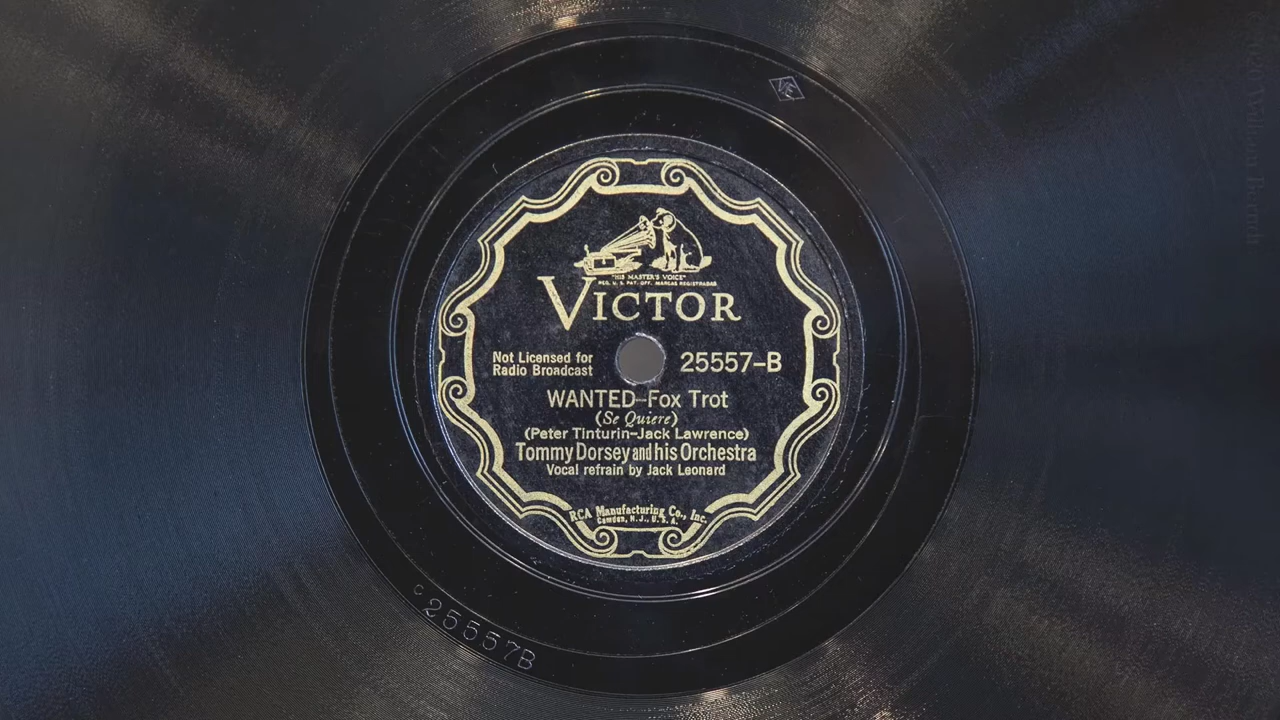 "HIS MASTER'S VOICE"
REG. U. S. PAT. OFF. MARCAS REGISTRADAS
VICTOR
Not Licensed for
Radio Broadcast
25557-B
WANTED-Fox Trot
(Se Quiere)
(Peter Tinturin-Jack Lawrence)
Tommy Dorsey and his Orchestra
Vocal refrain by Jack Leonard
RCA Manufacturing Co., Inc.
Camden, N. J., U. S. A.
c 25557B